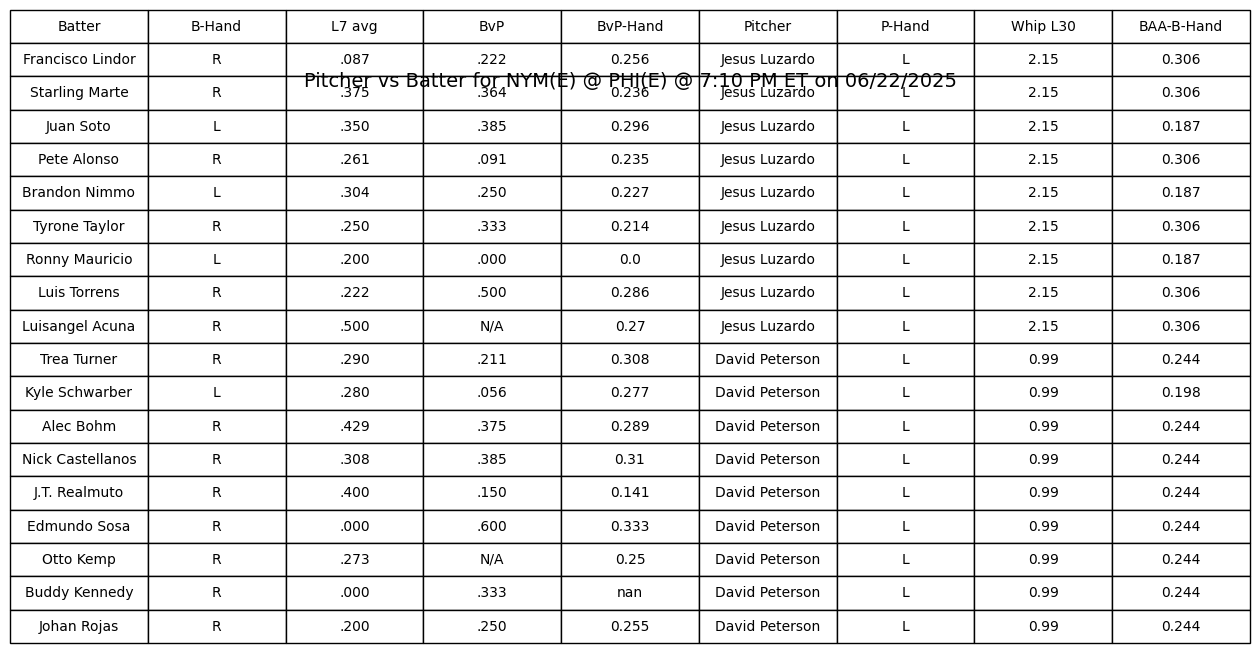 Batter B-Hand L7 avg BvP BvP-Hand Pitcher P-Hand Whip L30 BAA-B-Hand
Francisco Lindor R .087 .222 0.256 Jesus Luzardo L 2.15 0.306
Pitcher vs Batter for NYM(E) @ PHI(E) @ 7:10 PM ET on 06/22/2025
Starling Marte R .375 .364 0.236 Jesus Luzardo L 2.15 0.306
Juan Soto L .350 .385 0.296 Jesus Luzardo L 2.15 0.187
Pete Alonso R .261 .091 0.235 Jesus Luzardo L 2.15 0.306
Brandon Nimmo L .304 .250 0.227 Jesus Luzardo L 2.15 0.187
Tyrone Taylor R .250 .333 0.214 Jesus Luzardo L 2.15 0.306
Ronny Mauricio L .200 .000 0.0 Jesus Luzardo L 2.15 0.187
Luis Torrens R .222 .500 0.286 Jesus Luzardo L 2.15 0.306
Luisangel Acuna R .500 N/A 0.27 Jesus Luzardo L 2.15 0.306
Trea Turner R .290 .211 0.308 David Peterson L 0.99 0.244
Kyle Schwarber L .280 .056 0.277 David Peterson L 0.99 0.198
Alec Bohm R .429 .375 0.289 David Peterson L 0.99 0.244
Nick Castellanos R .308 .385 0.31 David Peterson L 0.99 0.244
J.T. Realmuto R .400 .150 0.141 David Peterson L 0.99 0.244
Edmundo Sosa R .000 .600 0.333 David Peterson L 0.99 0.244
Otto Kemp R .273 N/A 0.25 David Peterson L 0.99 0.244
Buddy Kennedy R .000 .333 nan David Peterson L 0.99 0.244
Johan Rojas R .200 .250 0.255 David Peterson L 0.99 0.244